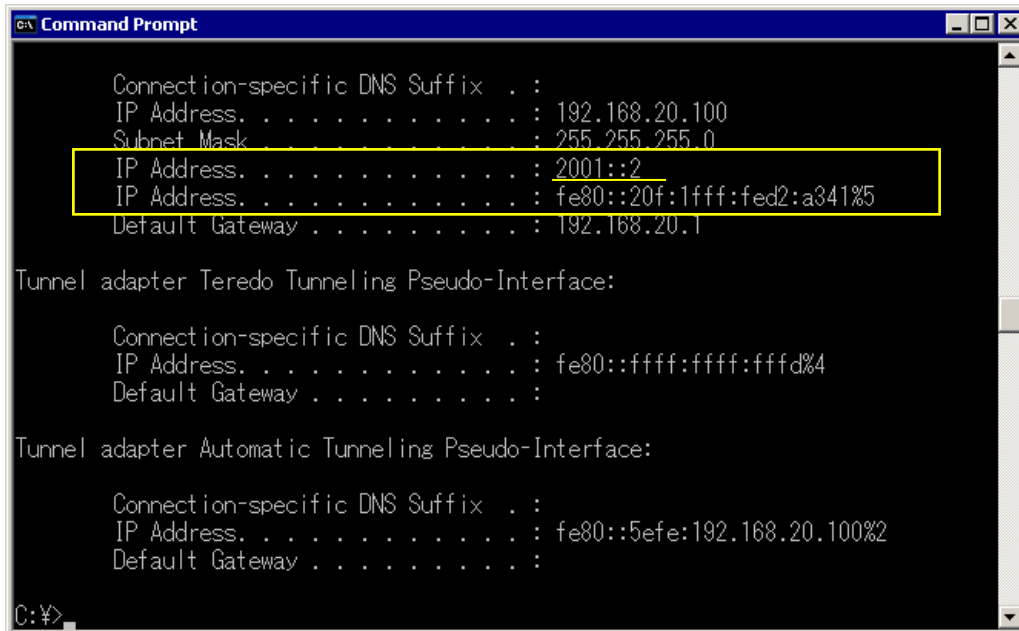 Command Prompt
Connection-specific DNS Suffix . :
IP Address. . . . . . . . . . . . : 192.168.20.100
Subnet Mask . . . . . . . . . . . : 255.255.255.0
IP Address. . . . . . . . . . . . : 2001::2
IP Address. . . . . . . . . . . . : fe80::20f:1fff:fed2:a341%5
Default Gateway . . . . . . . . . : 192.168.20.1
Tunnel adapter Teredo Tunneling Pseudo-Interface:
Connection-specific DNS Suffix . :
IP Address. . . . . . . . . . . . : fe80::ffff:ffff:fffd%4
Default Gateway . . . . . . . . . :
Tunnel adapter Automatic Tunneling Pseudo-Interface:
Connection-specific DNS Suffix . :
IP Address. . . . . . . . . . . . : fe80::5efe:192.168.20.100%2
Default Gateway . . . . . . . . . :
C:¥>_